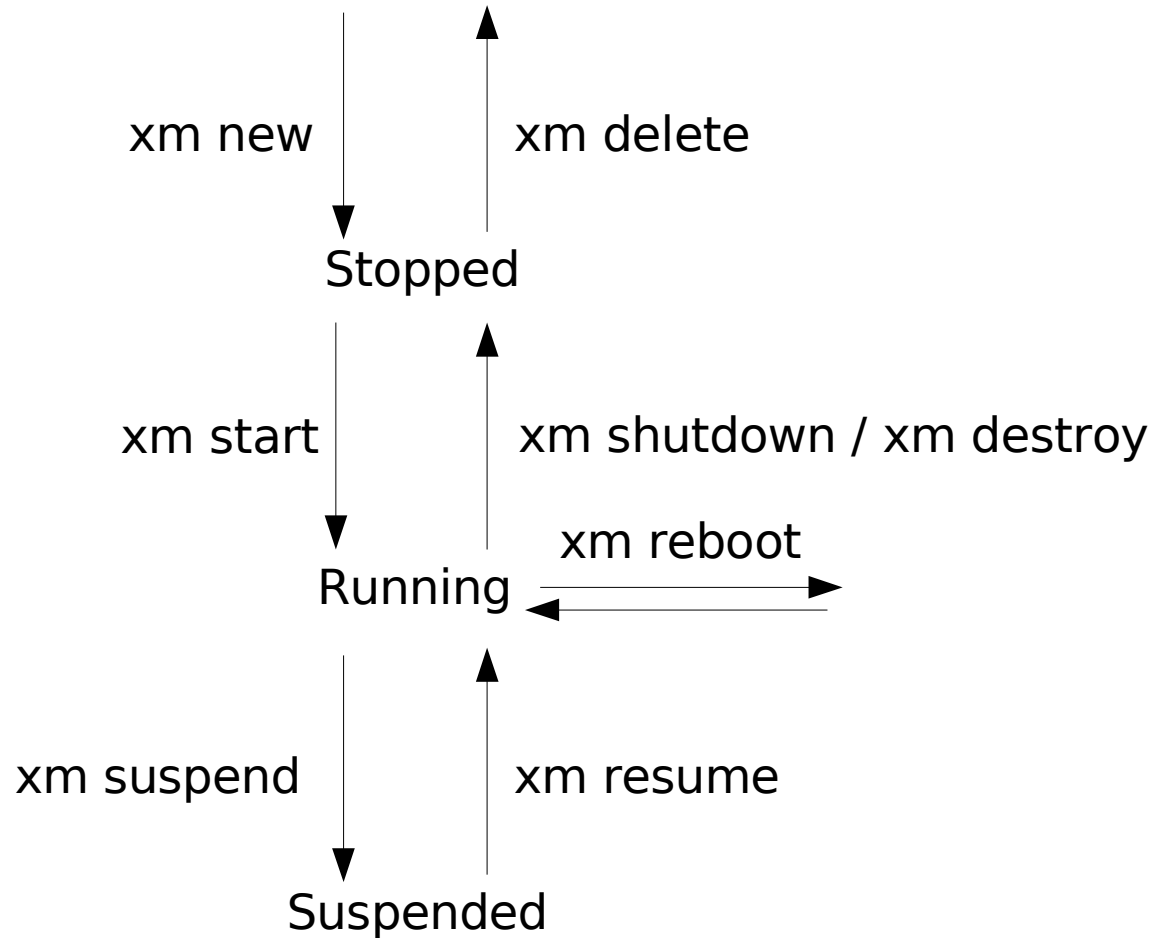 xm new
xm delete
Stopped
xm start
xm shutdown / xm destroy
xm reboot
Running
xm suspend
xm resume
Suspended